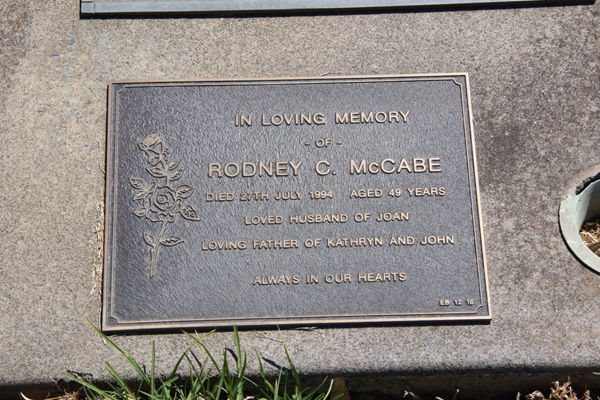 IN LOVING MEMORY
- OF -
RODNEY C. McCABE
DIED 27TH JULY 1994 AGED 49 YEARS
LOVED HUSBAND OF JOAN
LOVING FATHER OF KATHRYN AND JOHN
ALWAYS IN OUR HEARTS
EB 12 16